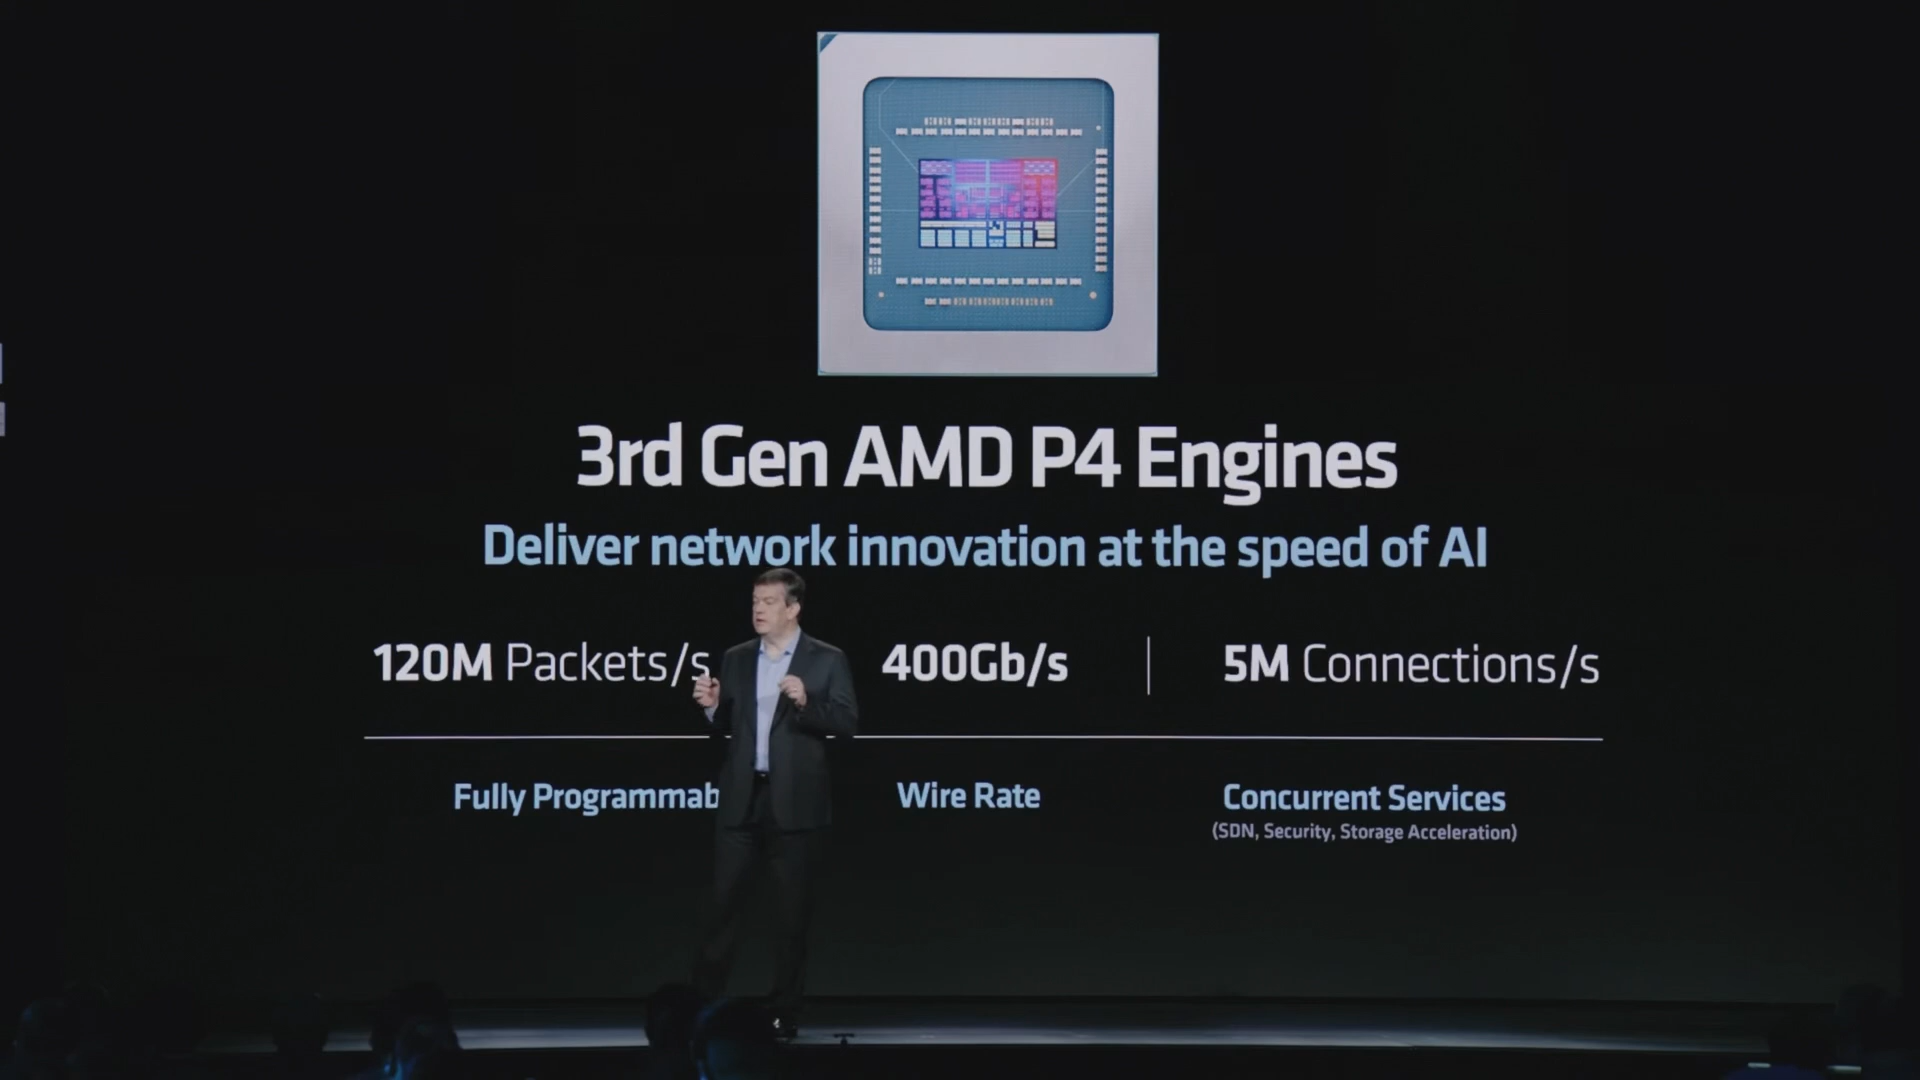 3rd Gen AMD P4 Engines
Deliver network innovation at the speed of AI
120M Packets/s
400Gb/s
5M Connections/s
Fully
Wire Rate
Concurrent Services
(SDN, Security, Storage Acceleration)